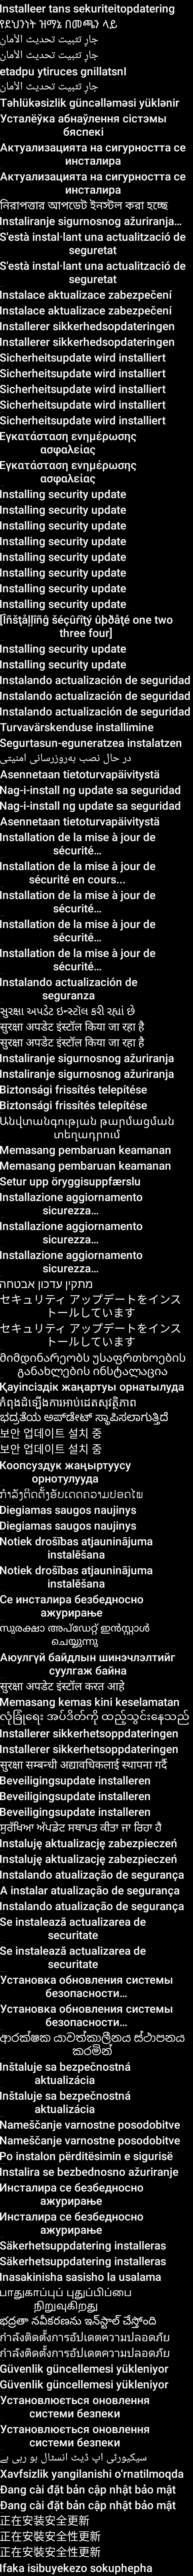 Installeer tans sekuriteitopdatering
የደህንነት ዝማኔ በመጫን ላይ
جارٍ تثبيت تحديث الأمان
جارٍ تثبيت تحديث الأمان
etadpu ytiruces gnillatsnI
جارٍ تثبيت تحديث الأمان
Təhlükəsizlik güncəlləməsi yüklənir
Усталёўка абнаўлення сістэмы
бяспекі
Актуализацията на сигурността се
инсталира
Актуализацията на сигурността се
инсталира
নিরাপত্তার আপডেট ইনস্টল করা হচ্ছে
Instaliranje sigurnosnog ažuriranja...
S'està instal·lant una actualització de
seguretat
S'està instal·lant una actualització de
seguretat
Instalace aktualizace zabezpečení
Instalace aktualizace zabezpečení
Installerer sikkerhedsopdateringen
Installerer sikkerhedsopdateringen
Sicherheitsupdate wird installiert
Sicherheitsupdate wird installiert
Sicherheitsupdate wird installiert
Sicherheitsupdate wird installiert
Sicherheitsupdate wird installiert
Εγκατάσταση ενημέρωσης
ασφαλείας
Εγκατάσταση ενημέρωσης
ασφαλείας
Installing security update
Installing security update
Installing security update
Installing security update
Installing security update
Installing security update
Installing security update
Installing security update
[Îñšţåļļîñĝ šéçûŕîţý ûþðåţé one two
three four]
Installing security update
Installing security update
Instalando actualización de seguridad
Instalando actualización de seguridad
Instalando actualización de seguridad
Turvavärskenduse installimine
Segurtasun-eguneratzea instalatzen
در حال نصب به‌روزرسانی امنیتی
Asennetaan tietoturvapäivitystä
Nag-i-install ng update sa seguridad
Nag-i-install ng update sa seguridad
Asennetaan tietoturvapäivitystä
Installation de la mise à jour de
sécurité…
Installation de la mise à jour de
sécurité en cours...
Installation de la mise à jour de
sécurité…
Installation de la mise à jour de
sécurité…
Installation de la mise à jour de
sécurité…
Instalando actualización de
seguranza
સુરક્ષા અપડેટ ઇન્સ્ટૉલ કરી રહ્યાં છે
सुरक्षा अपडेट इंस्टॉल किया जा रहा है
सुरक्षा अपडेट इंस्टॉल किया जा रहा है
Instaliranje sigurnosnog ažuriranja
Instaliranje sigurnosnog ažuriranja
Biztonsági frissítés telepítése
Biztonsági frissítés telepítése
Անվտանգության թարմացման
տեղադրում
Memasang pembaruan keamanan
Memasang pembaruan keamanan
Setur upp öryggisuppfærslu
Installazione aggiornamento
sicurezza…
Installazione aggiornamento
sicurezza…
Installazione aggiornamento
sicurezza…
מתקין עדכון אבטחה
セキュリティ アップデートをインス
トールしています
セキュリティ アップデートをインス
トールしています
მიმდინარეობს უსაფრთხოების
განახლების ინსტალაცია
Қауіпсіздік жаңартуы орнатылуда
កំពុងដំឡើងការអាប់ដេតសុវត្ថិភាព
ಭದ್ರತೆಯ ಅಪ್‌ಡೇಟ್‌ ಸ್ಥಾಪಿಸಲಾಗುತ್ತಿದೆ
보안 업데이트 설치 중
보안 업데이트 설치 중
Коопсуздук жаңыртуусу
орнотулууда
ກຳລັງຕິດຕັ້ງອັບເດດຄວາມປອດໄພ
Diegiamas saugos naujinys
Diegiamas saugos naujinys
Notiek drošības atjauninājuma
instalēšana
Notiek drošības atjauninājuma
instalēšana
Се инсталира безбедносно
ажурирање
സുരക്ഷാ അപ്ഡേറ്റ് ഇൻസ്റ്റാൾ
ചെയ്യുന്നു
Аюулгүй байдлын шинэчлэлтийг
суулгаж байна
सुरक्षा अपडेट इंस्टॉल करत आहे
Memasang kemas kini keselamatan
လုံခြုံရေး အပ်ဒိတ်ကို ထည့်သွင်းနေသည်
Installerer sikkerhetsoppdateringen
Installerer sikkerhetsoppdateringen
सुरक्षा सम्बन्धी अद्यावधिकलाई स्थापना गर्दै
Beveiligingsupdate installeren
Beveiligingsupdate installeren
Beveiligingsupdate installeren
ਸੁਰੱਖਿਆ ਅੱਪਡੇਟ ਸਥਾਪਤ ਕੀਤਾ ਜਾ ਰਿਹਾ ਹੈ
Instaluję aktualizację zabezpieczeń
Instaluję aktualizację zabezpieczeń
Instalando atualização de segurança
A instalar atualização de segurança
Instalando atualização de segurança
Se instalează actualizarea de
securitate
Se instalează actualizarea de
securitate
Установка обновления системы
безопасности…
Установка обновления системы
безопасности…
ආරක්ෂක යාවත්කාලීනය ස්ථාපනය
කරමින්
Inštaluje sa bezpečnostná
aktualizácia
Inštaluje sa bezpečnostná
aktualizácia
Nameščanje varnostne posodobitve
Nameščanje varnostne posodobitve
Po instalon përditësimin e sigurisë
Instalira se bezbednosno ažuriranje
Инсталира се безбедносно
ажурирање
Инсталира се безбедносно
ажурирање
Säkerhetsuppdatering installeras
Säkerhetsuppdatering installeras
Inasakinisha sasisho la usalama
பாதுகாப்புப் புதுப்பிப்பை
நிறுவுகிறது
భద్రతా నవీకరణను ఇన్‌స్టాల్ చేస్తోంది
กำลังติดตั้งการอัปเดตความปลอดภัย
กำลังติดตั้งการอัปเดตความปลอดภัย
Güvenlik güncellemesi yükleniyor
Güvenlik güncellemesi yükleniyor
Установлюється оновлення
системи безпеки
Установлюється оновлення
системи безпеки
سیکیورٹی اپ ڈیٹ انسٹال ہو رہی ہے
Xavfsizlik yangilanishi o‘rnatilmoqda
Đang cài đặt bản cập nhật bảo mật
Đang cài đặt bản cập nhật bảo mật
正在安装安全更新
正在安裝安全性更新
正在安裝安全性更新
Ifaka isibuyekezo sokuphepha